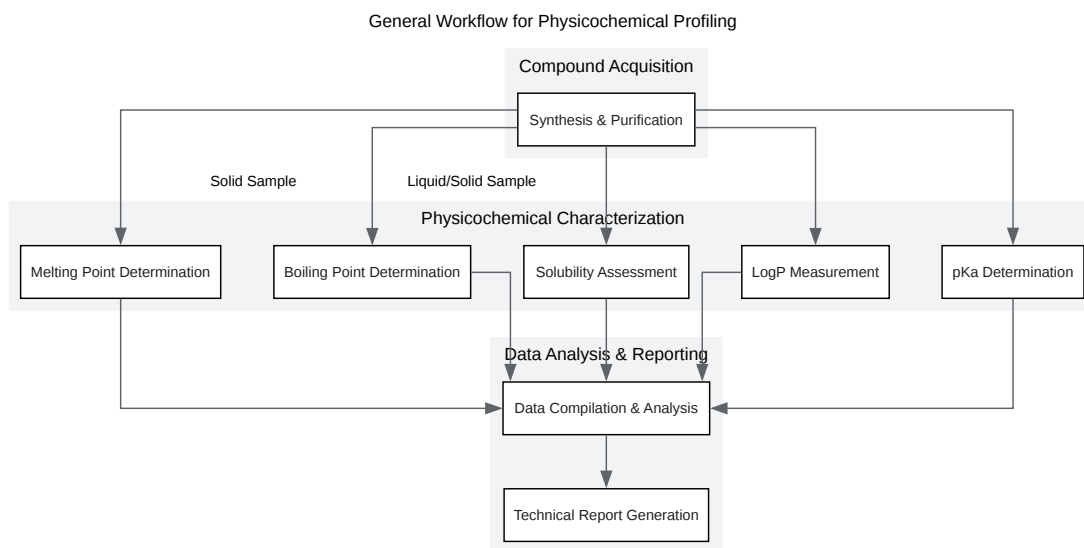 General Workflow for Physicochemical Profiling
Compound Acquisition
Synthesis & Purification
Solid Sample
Liquid/Solid Sample
Physicochemical Characterization
Melting Point Determination
Boiling Point Determination
Solubility Assessment
LogP Measurement
pKa Determination
Data Analysis & Reporting
Data Compilation & Analysis
Technical Report Generation